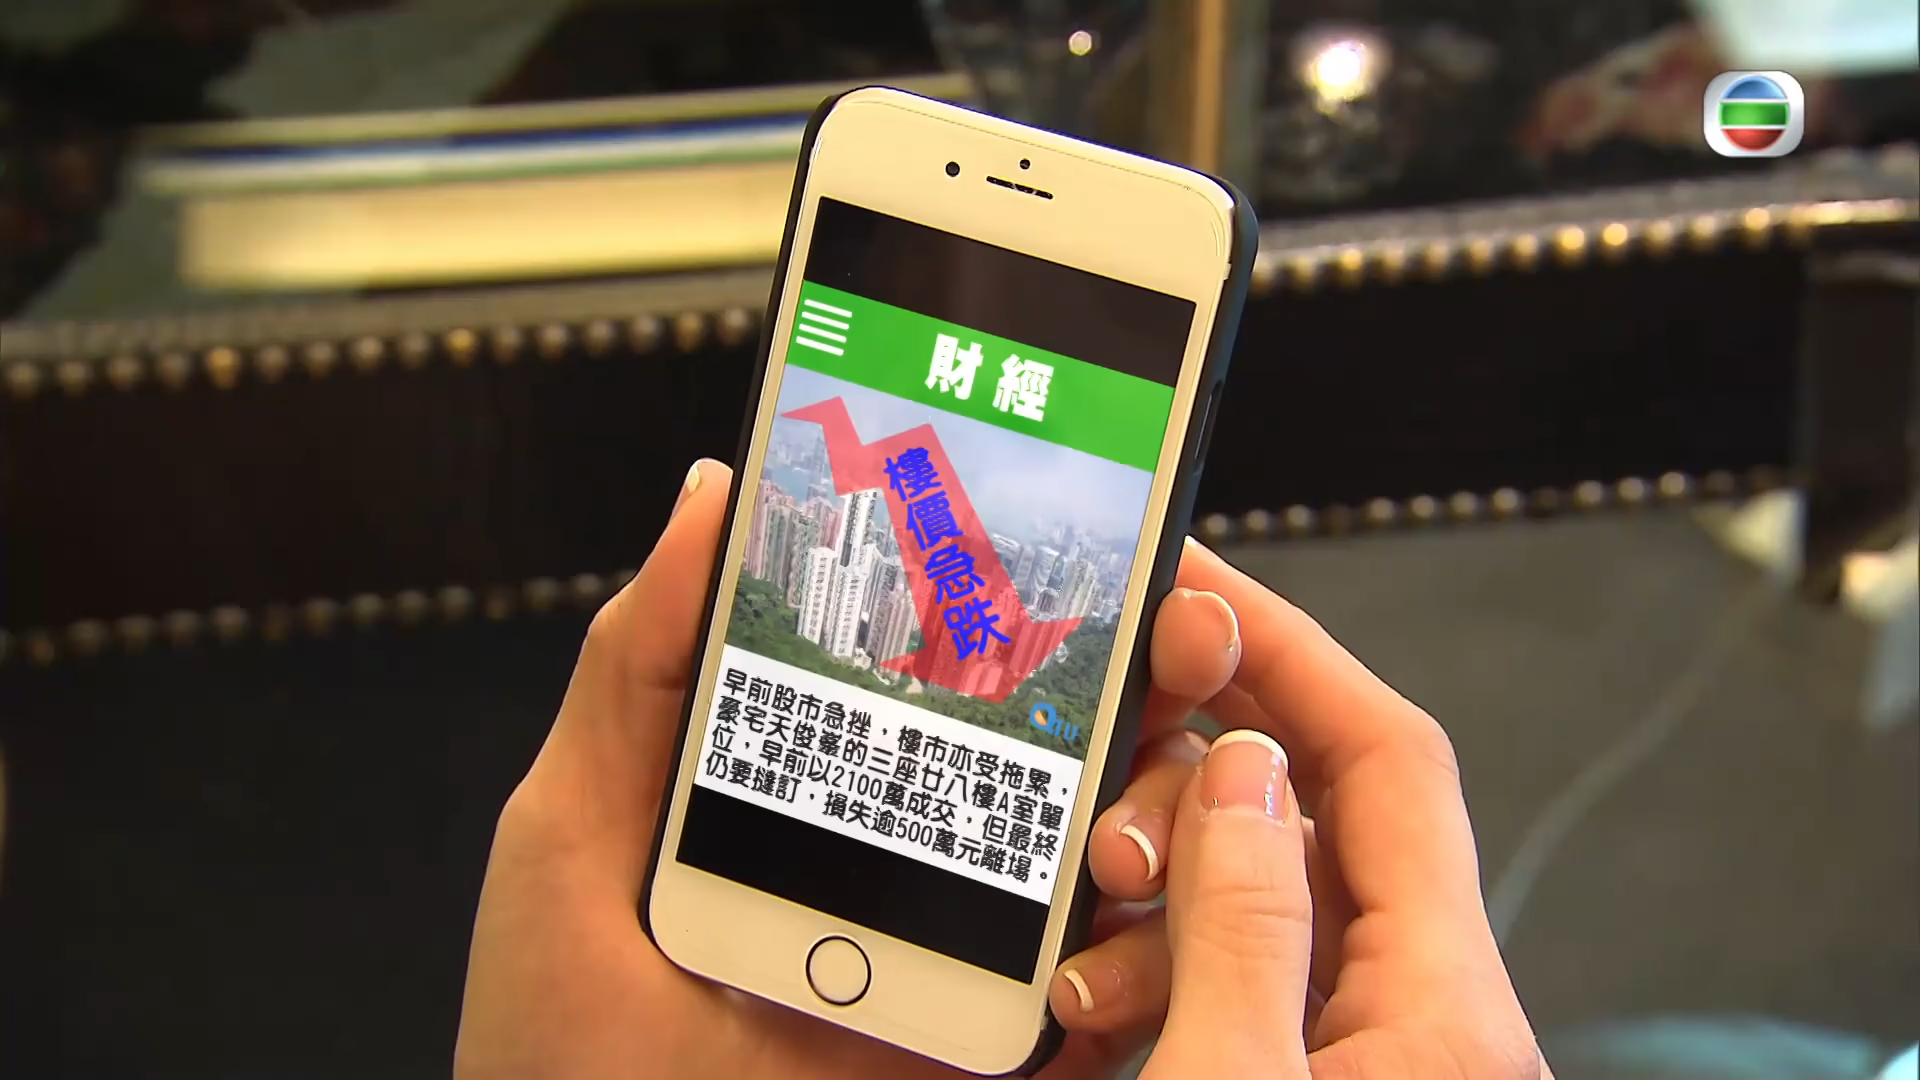 財經
樓價急跌
QTU
早前股市急挫，樓市亦受拖累，
豪宅天俊峯的三座廿八樓A室單
位，早前以2100萬成交，但最終
仍要撻訂，損失逾500萬元離場。